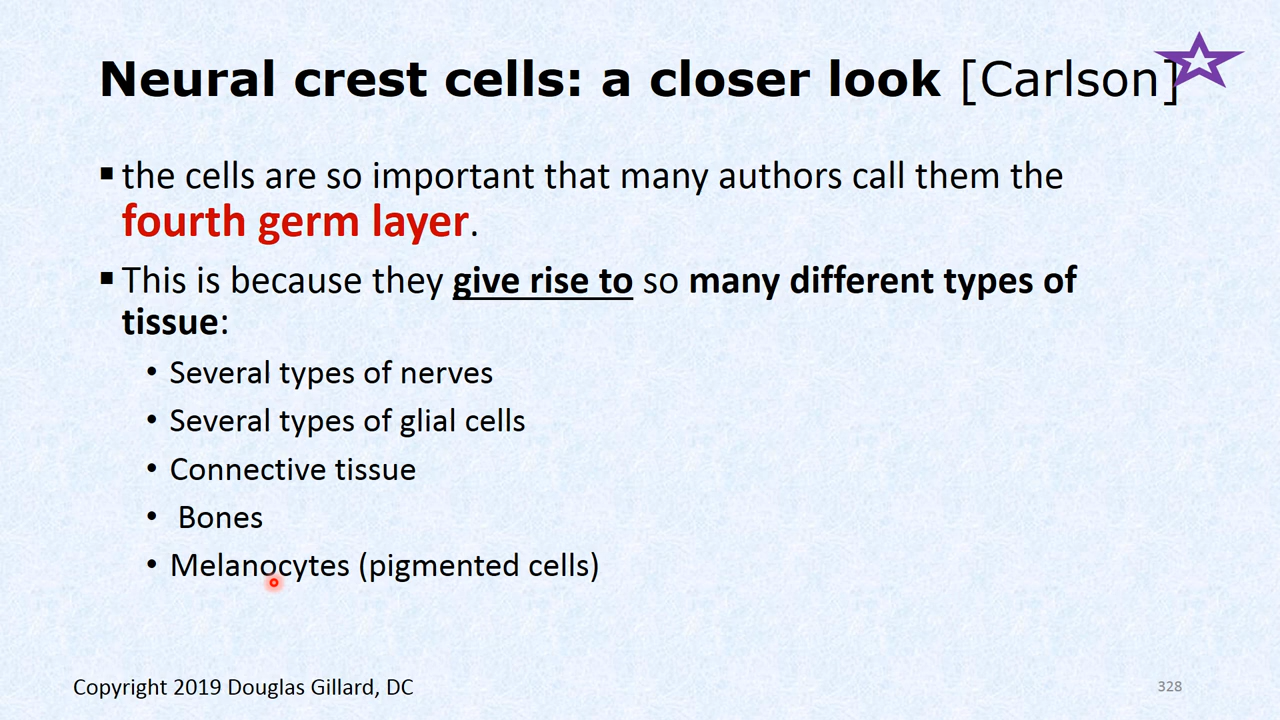 Neural crest cells: a closer look [Carlson]
▪ the cells are so important that many authors call them the
fourth germ layer.
▪ This is because they give rise to so many different types of
tissue:
• Several types of nerves
• Several types of glial cells
• Connective tissue
• Bones
• Melanocytes (pigmented cells)
Copyright 2019 Douglas Gillard, DC
328